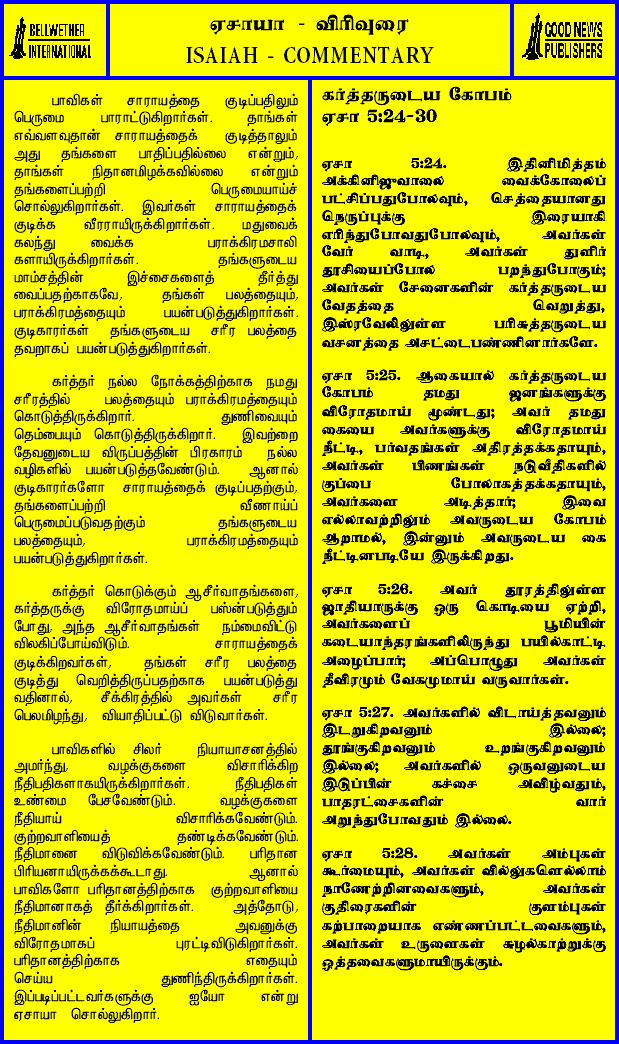 BELLWETHER
INTERNATIONAL
ஏசாயா - விரிவுரை
ISAIAH - COMMENTARY
GOOD NEWS
PUBLISHERS
பாவிகள் சாராயத்தை குடிப்பதிலும்
பெருமை பாராட்டுகிறார்கள். தாங்கள்
எவ்வளவுதான் சாராயத்தைக் குடித்தாலும்
அது தங்களை பாதிப்பதில்லை என்றும்,
தாங்கள் நிதானமிழக்கவில்லை என்றும்
தங்களைப்பற்றி பெருமையாய்ச்
சொல்லுகிறார்கள். இவர்கள் சாராயத்தைக்
குடிக்க வீரராயிருக்கிறார்கள். மதுவைக்
கலந்து வைக்க பராக்கிரமசாலி
களாயிருக்கிறார்கள். தங்களுடைய
மாம்சத்தின் இச்சைகளைத் தீர்த்து
வைப்பதற்காகவே, தங்கள் பலத்தையும்,
பராக்கிரமத்தையும் பயன்படுத்துகிறார்கள்.
குடிகாரர்கள் தங்களுடைய சரீர பலத்தை
தவறாகப் பயன்படுத்துகிறார்கள்.
கர்த்தர் நல்ல நோக்கத்திற்காக நமது
சரீரத்தில் பலத்தையும் பராக்கிரமத்தையும்
கொடுத்திருக்கிறார். துணிவையும்
தெம்பையும் கொடுத்திருக்கிறார். இவற்றை
தேவனுடைய விருப்பத்தின் பிரகாரம் நல்ல
வழிகளில் பயன்படுத்தவேண்டும். ஆனால்
குடிகாரர்களோ சாராயத்தைக் குடிப்பதற்கும்,
தங்களைப்பற்றி வீணாய்ப்
பெருமைப்படுவதற்கும் தங்களுடைய
பலத்தையும், பராக்கிரமத்தையும்
பயன்படுத்துகிறார்கள்.
கர்த்தர் கொடுக்கும் ஆசீர்வாதங்களை,
கர்த்தருக்கு விரோதமாய்ப் பஸ்ன்படுத்தும்
போது, அந்த ஆசீர்வாதங்கள் நம்மைவிட்டு
விலகிப்போய்விடும். சாராயத்தைக்
குடிக்கிறவர்கள், தங்கள் சரீர பலத்தை
குடித்து வெறித்திருப்பதற்காக பயன்படுத்து
வதினால், சீக்கிரத்தில் அவர்கள் சரீர
பெலமிழந்து, வியாதிப்பட்டு விடுவார்கள்.
பாவிகளில் சிலர் நியாயாசனத்தில்
அமர்ந்து, வழக்குகளை விசாரிக்கிற
நீதிபதிகளாகயிருக்கிறார்கள். நீதிபதிகள்
உண்மை பேசவேண்டும். வழக்குகளை
நீதியாய் விசாரிக்கவேண்டும்.
குற்றவாளியைத் தண்டிக்கவேண்டும்.
நீதிமானை விடுவிக்கவேண்டும். பரிதான
பிரியனாயிருக்கக்கூடாது. ஆனால்
பாவிகளோ பரிதானத்திற்காக குற்றவாளியை
நீதிமானாகத் தீர்க்கிறார்கள். அத்தோடு,
நீதிமானின் நியாயத்தை அவனுக்கு
விரோதமாகப் புரட்டிவிடுகிறார்கள்.
பரிதானத்திற்காக எதையும்
செய்ய துணிந்திருக்கிறார்கள்.
இப்படிப்பட்டவர்களுக்கு ஐயோ என்று
ஏசாயா சொல்லுகிறார்.
கர்த்தருடைய கோபம்
ஏசா 5:24-30
ஏசா 5:24. இதினிமித்தம்
அக்கினிஜுவாலை வைக்கோலைப்
பட்சிப்பதுபோலவும், செத்தையானது
நெருப்புக்கு இரையாகி
எரிந்துபோவதுபோலவும், அவர்கள்
வேர் வாடி, அவர்கள் துளிர்
தூசியைப்போல் பறந்துபோகும்;
அவர்கள் சேனைகளின் கர்த்தருடைய
வேதத்தை வெறுத்து,
இஸ்ரவேலிலுள்ள பரிசுத்தருடைய
வசனத்தை அசட்டைபண்ணினார்களே.
ஏசா 5:25. ஆகையால் கர்த்தருடைய
கோபம் தமது ஜனங்களுக்கு
விரோதமாய் மூண்டது; அவர் தமது
கையை அவர்களுக்கு விரோதமாய்
நீட்டி, பர்வதங்கள் அதிரத்தக்கதாயும்,
அவர்கள் பிணங்கள் நடுவீதிகளில்
குப்பை போலாகத்தக்கதாயும்,
அவர்களை அடித்தார்; இவை
எல்லாவற்றிலும் அவருடைய கோபம்
ஆறாமல், இன்னும் அவருடைய கை
நீட்டினபடியே இருக்கிறது.
ஏசா 5:26. அவர் தூரத்திலுள்ள
ஜாதியாருக்கு ஒரு கொடியை ஏற்றி,
அவர்களைப் பூமியின்
கடையாந்தரங்களிலிருந்து பயில்காட்டி
அழைப்பார்; அப்பொழுது அவர்கள்
தீவிரமும் வேகமுமாய் வருவார்கள்.
ஏசா 5:27. அவர்களில் விடாய்த்தவனும்
இடறுகிறவனும் இல்லை;
தூங்குகிறவனும் உறங்குகிறவனும்
இல்லை; அவர்களில் ஒருவனுடைய
இடுப்பின் கச்சை அவிழ்வதும்,
பாதரட்சைகளின் வார்
அறுந்துபோவதும் இல்லை.
ஏசா 5:28. அவர்கள் அம்புகள்
கூர்மையும், அவர்கள் வில்லுகளெல்லாம்
நாணேற்றினவைகளும், அவர்கள்
குதிரைகளின் குளம்புகள்
கற்பாறையாக எண்ணப்பட்டவைகளும்,
அவர்கள் உருளைகள் சுழல்காற்றுக்கு
ஒத்தவைகளுமாயிருக்கும்.